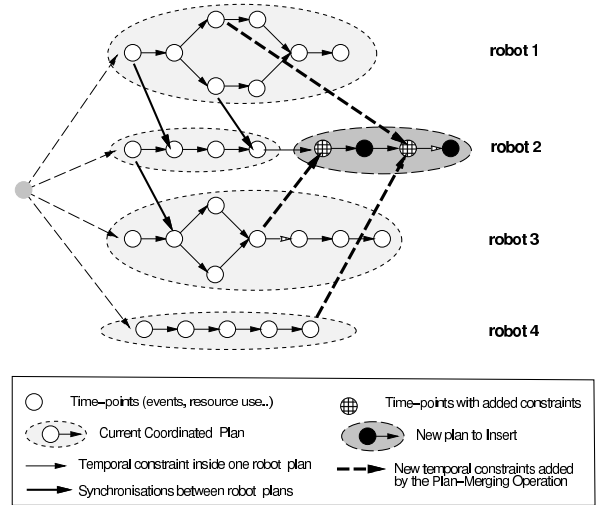 robot 1
robot 2
robot 3
robot 4
Time-points (events, resource use..)
Time-points with added constraints
Current Coordinated Plan
New plan to Insert
Temporal constraint inside one robot plan
New temporal constraints added
by the Plan-Merging Operation
Synchronisations between robot plans